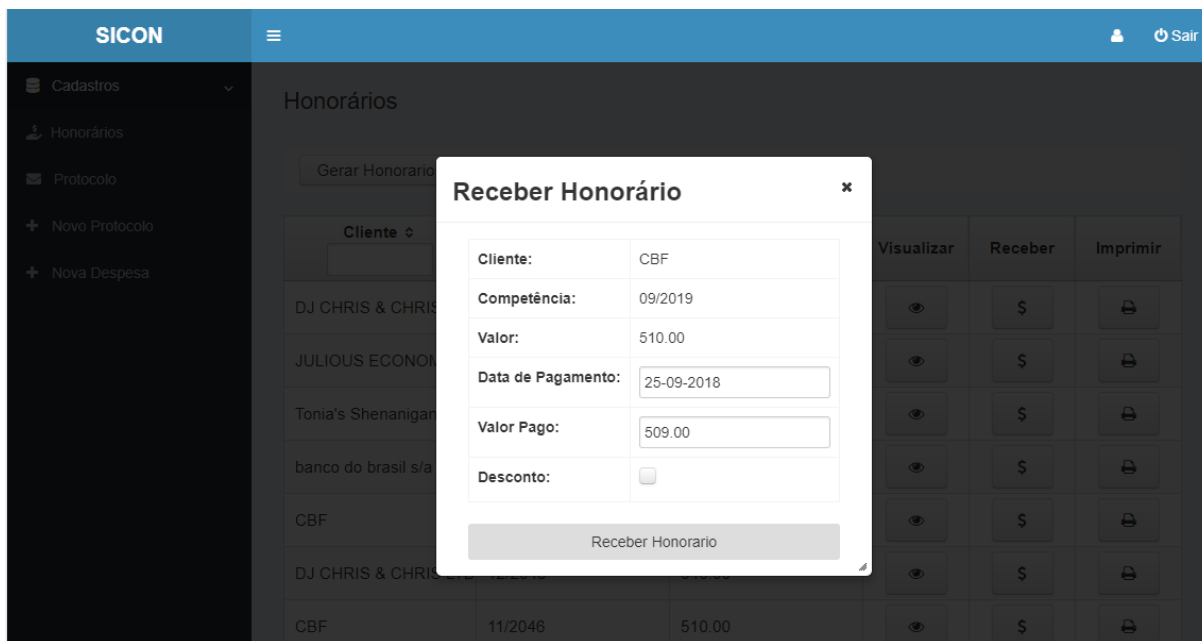 SICON
Sair
Cadastros
Honorários
Protocolo
Novo Protocolo
Nova Despesa
Honorários
Gerar Honorario
Cliente
Visualizar
Receber
Imprimir
DJ CHRIS & CHRIS
JULIOUS
Tonia's
banco do brasil s/a
CBF
DJ CHRIS & CHRIS
CBF 11/2046 510.00
Receber Honorário
Cliente: CBF
Competência: 09/2019
Valor: 510.00
Data de Pagamento: 25-09-2018
Valor Pago: 509.00
Desconto:
Receber Honorario